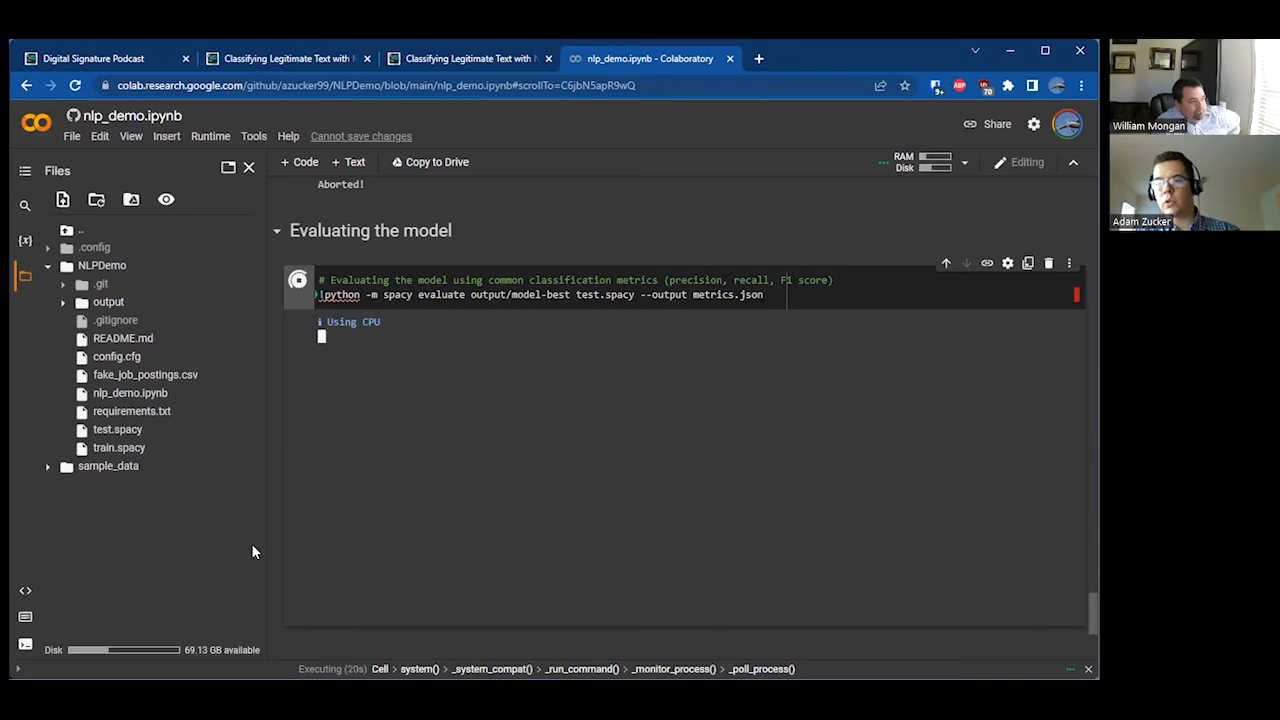 Digital Signature Podcast
Classifying Legitimate Text with
Classifying Legitimate Text with
nlp_demo.ipynb - Colaboratory
colab.research.google.com/github/azucker99/NLPDemo/blob/main/nlp_demo.ipynb#scrollTo=C6jbN5apR9wQ
9+
ABP
70
William Mongan
Adam Zucker
nlp_demo.ipynb
File Edit View Insert Runtime Tools Help Cannot save changes
Share
Files
+ Code + Text Copy to Drive
RAM
Disk
Editing
Aborted!
..
.config
NLPDemo
.git
output
.gitignore
README.md
config.cfg
fake_job_postings.csv
nlp_demo.ipynb
requirements.txt
test.spacy
train.spacy
sample_data
Evaluating the model
# Evaluating the model using common classification metrics (precision, recall, F1 score)
!python -m spacy evaluate output/model-best test.spacy --output metrics.json
ℹ Using CPU
Disk 69.13 GB available
Executing (20s) Cell > system() > _system_compat() > _run_command() > _monitor_process() > _poll_process()